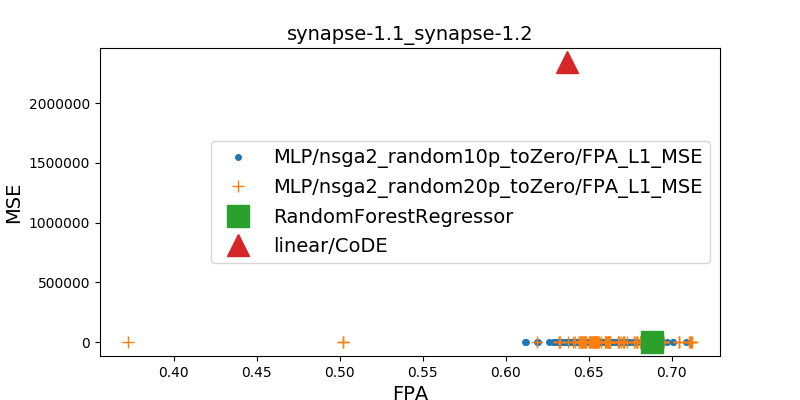 synapse-1.1_synapse-1.2
MSE
2000000
1500000
1000000
500000
0
MLP/nsga2_random10p_toZero/FPA_L1_MSE
MLP/nsga2_random20p_toZero/FPA_L1_MSE
RandomForestRegressor
linear/CoDE
0.40 0.45 0.50 0.55 0.60 0.65 0.70
FPA